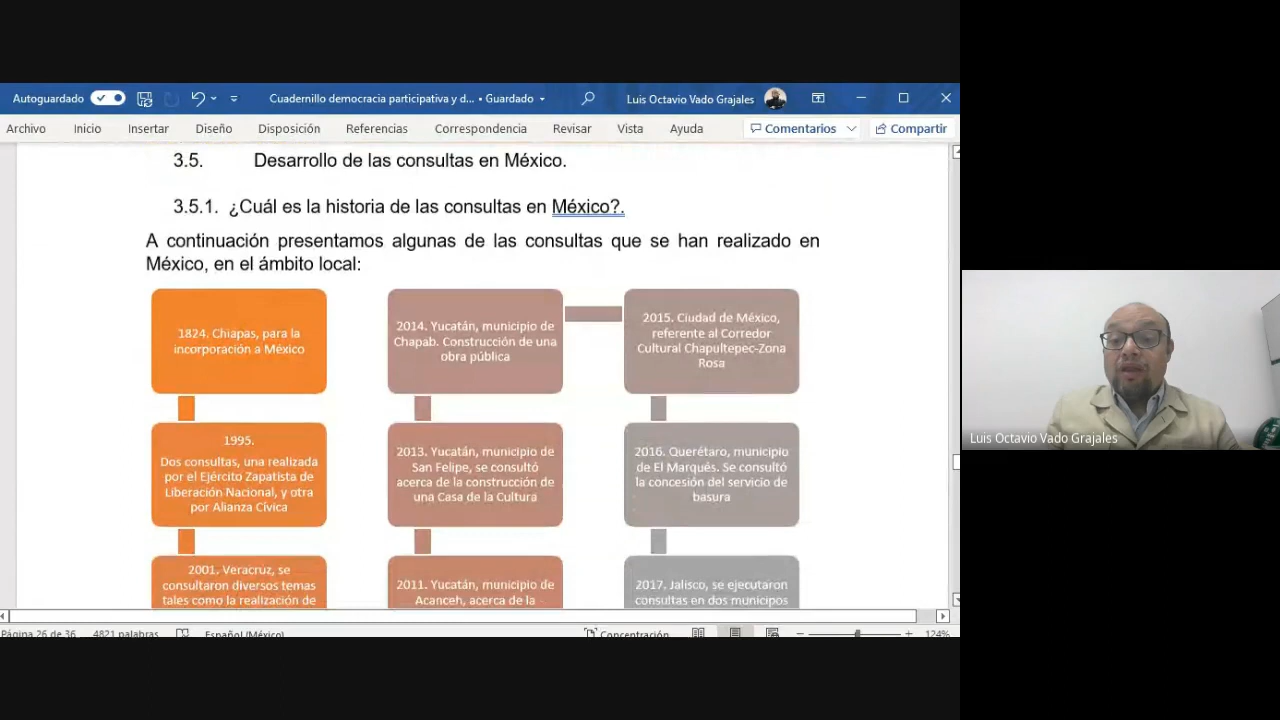 Autoguardado
Cuadernillo democracia participativa y d... • Guardado
Luis Octavio Vado Grajales
Archivo Inicio Insertar Diseño Disposición Referencias Correspondencia Revisar Vista Ayuda Comentarios Compartir
3.5. Desarrollo de las consultas en México.
3.5.1. ¿Cuál es la historia de las consultas en México?.
A continuación presentamos algunas de las consultas que se han realizado en
México, en el ámbito local:
1824. Chiapas, para la
incorporación a México
1995.
Dos consultas, una realizada
por el Ejército Zapatista de
Liberación Nacional, y otra
por Alianza Cívica
2001. Veracruz, se
consultaron diversos temas
tales como la realización de
2014. Yucatán, municipio de
Chapab. Construcción de una
obra pública
2013. Yucatán, municipio de
San Felipe, se consultó
acerca de la construcción de
una Casa de la Cultura
2011. Yucatán, municipio de
Acanceh, acerca de la
2015. Ciudad de México,
referente al Corredor
Cultural Chapultepec-Zona
Rosa
2016. Querétaro, municipio
de El Marqués. Se consultó
la concesión del servicio de
basura
2017. Jalisco, se ejecutaron
consultas en dos municipos
Página 26 de 36 4821 palabras Español (México) Concentración 124%
Luis Octavio Vado Grajales